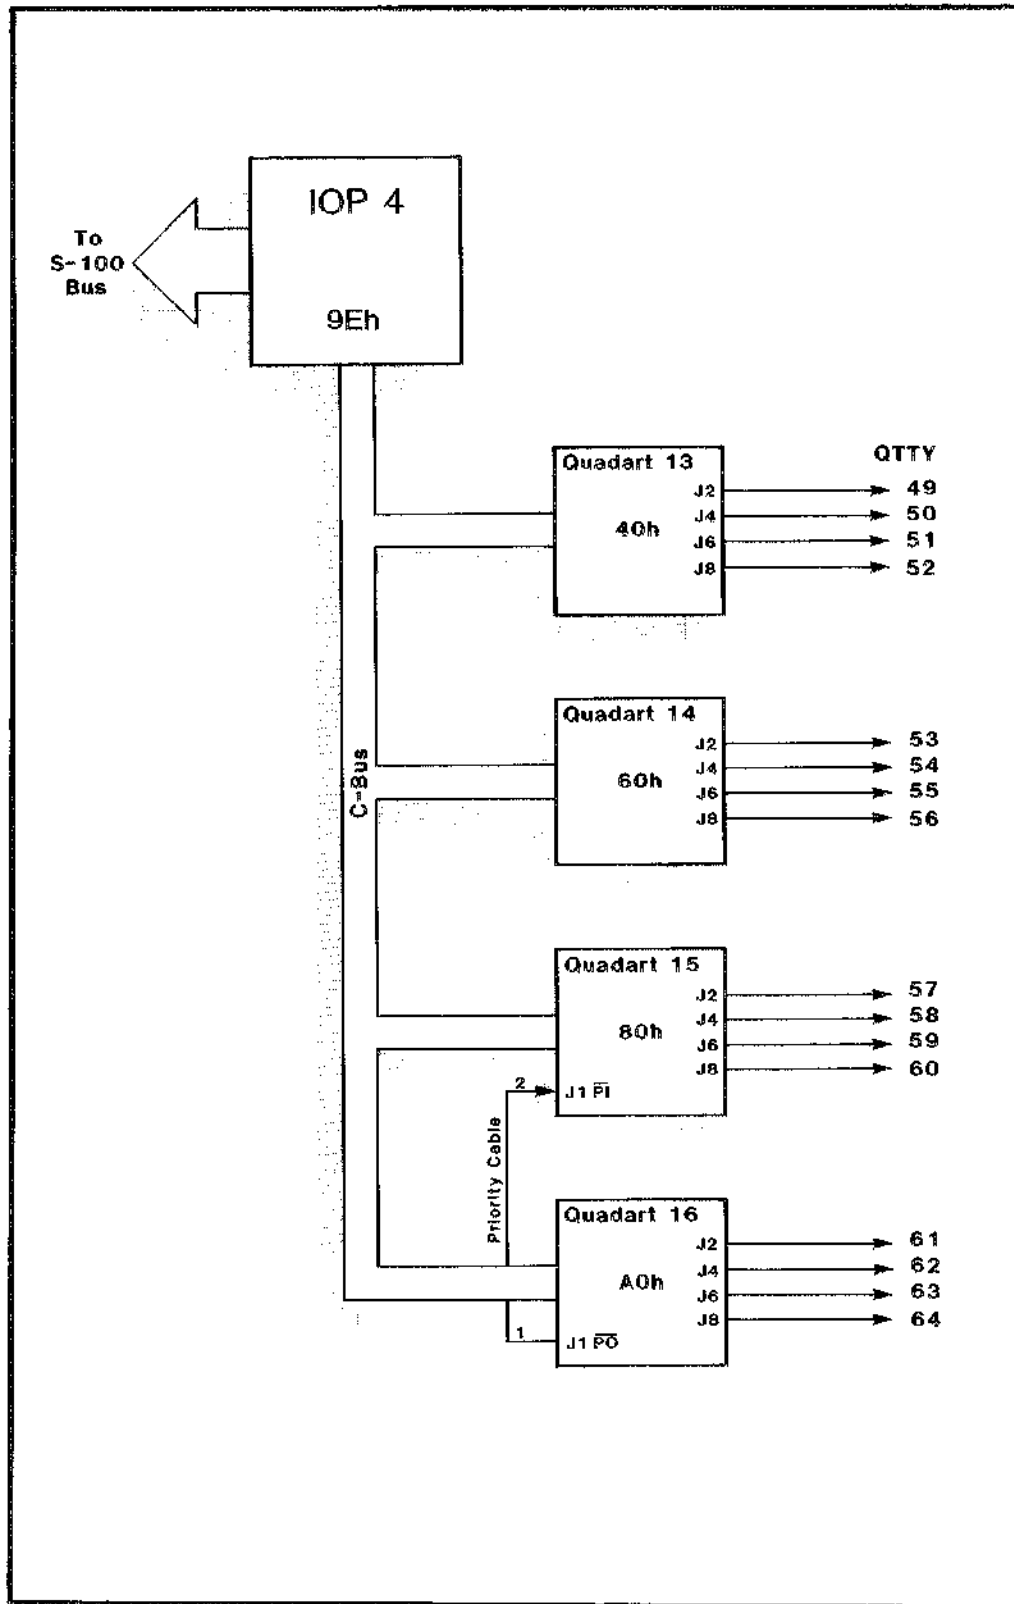 IOP 4
9Eh
To
S-100
Bus
C-Bus
QTTY
Quadart 13
40h
J2 49
J4 50
J6 51
J8 52
Quadart 14
60h
J2 53
J4 54
J6 55
J8 56
Quadart 15
80h
J2 57
J4 58
J6 59
J8 60
2
J1 P̅I̅
Priority Cable
Quadart 16
A0h
J2 61
J4 62
J6 63
J8 64
1
J1 P̅O̅